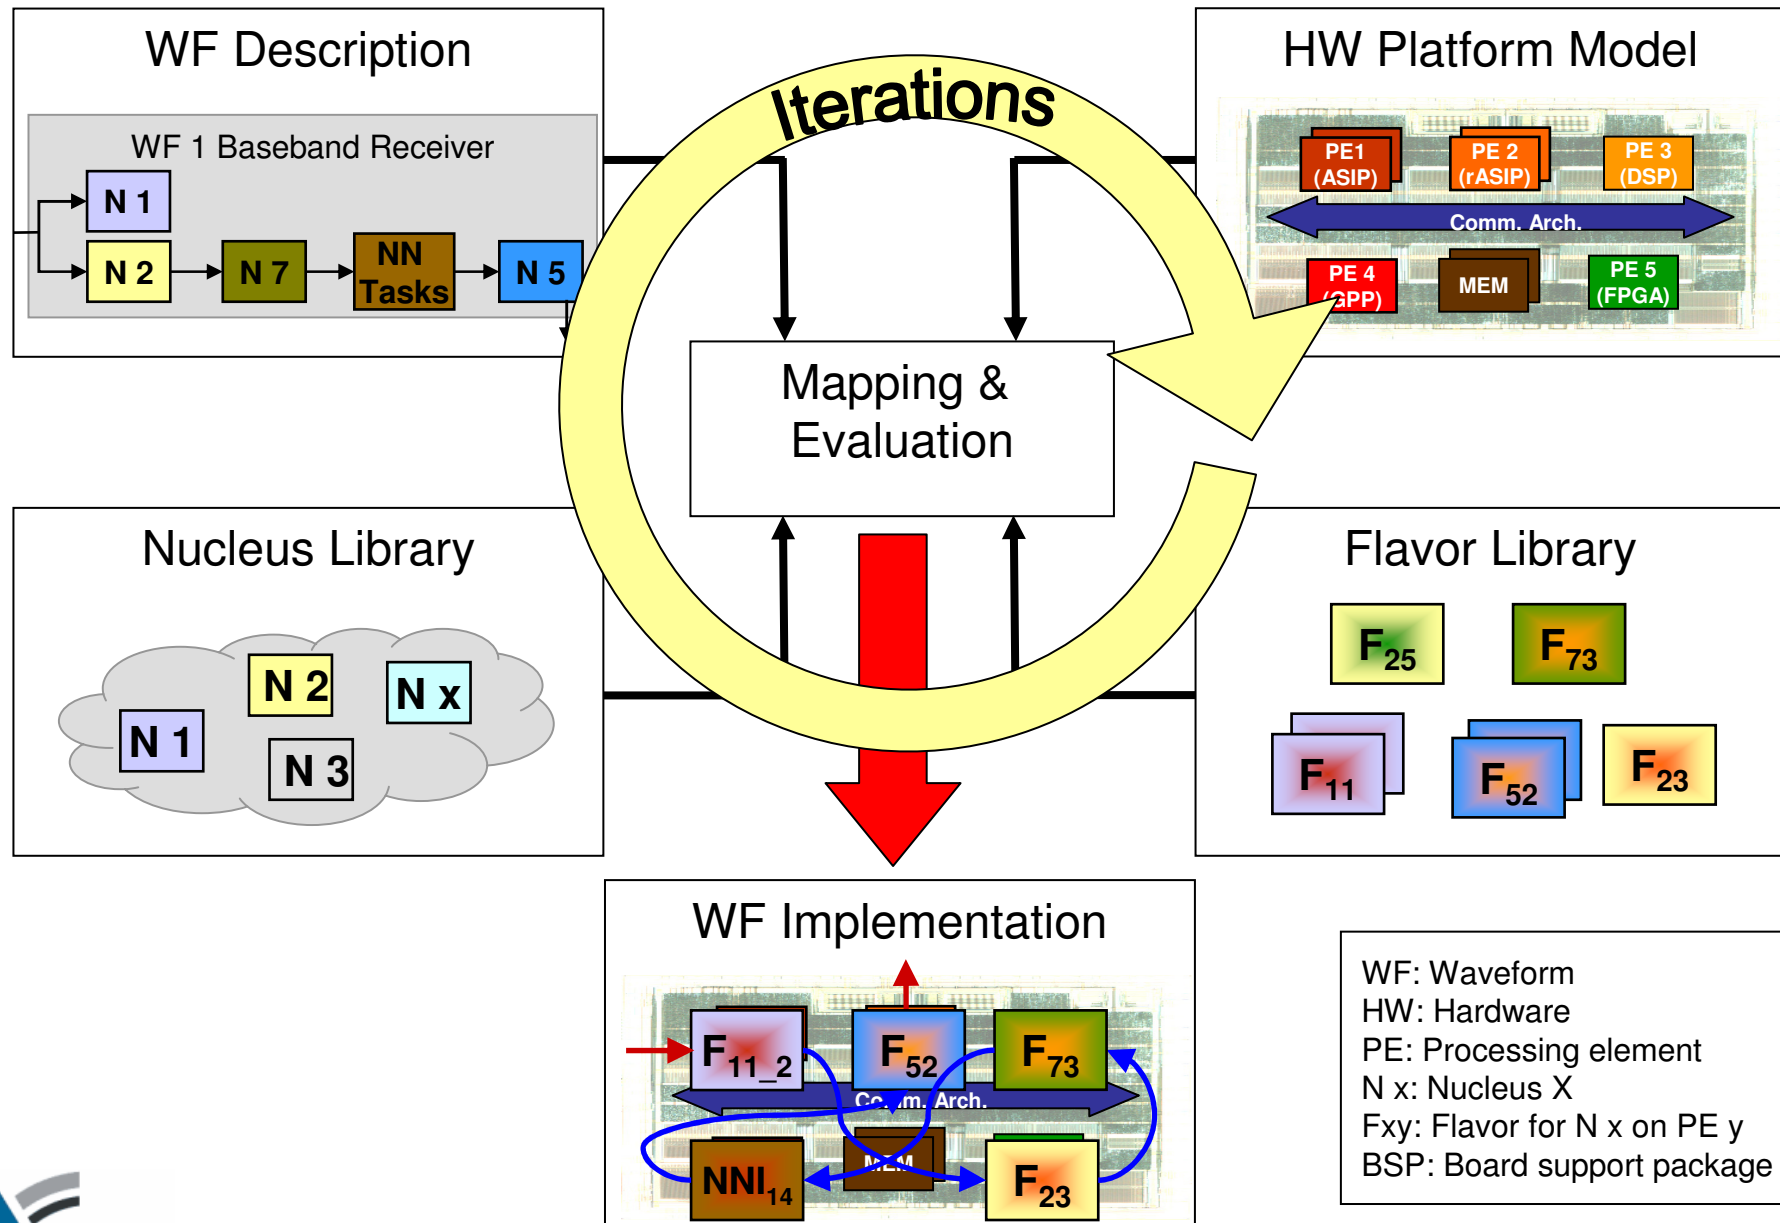 WF Description
WF 1 Baseband Receiver
N 1
N 2
N 7
NN
Tasks
N 5
Iterations
HW Platform Model
PE1
(ASIP)
PE 2
(rASIP)
PE 3
(DSP)
Comm. Arch.
PE 4
(GPP)
MEM
PE 5
(FPGA)
Mapping &
Evaluation
Nucleus Library
N 1
N 2
N 3
N x
Flavor Library
F25
F73
F11
F52
F23
WF Implementation
F11_2
F52
F73
Comm. Arch.
NNI14
MEM
F23
WF: Waveform
HW: Hardware
PE: Processing element
N x: Nucleus X
Fxy: Flavor for N x on PE y
BSP: Board support package